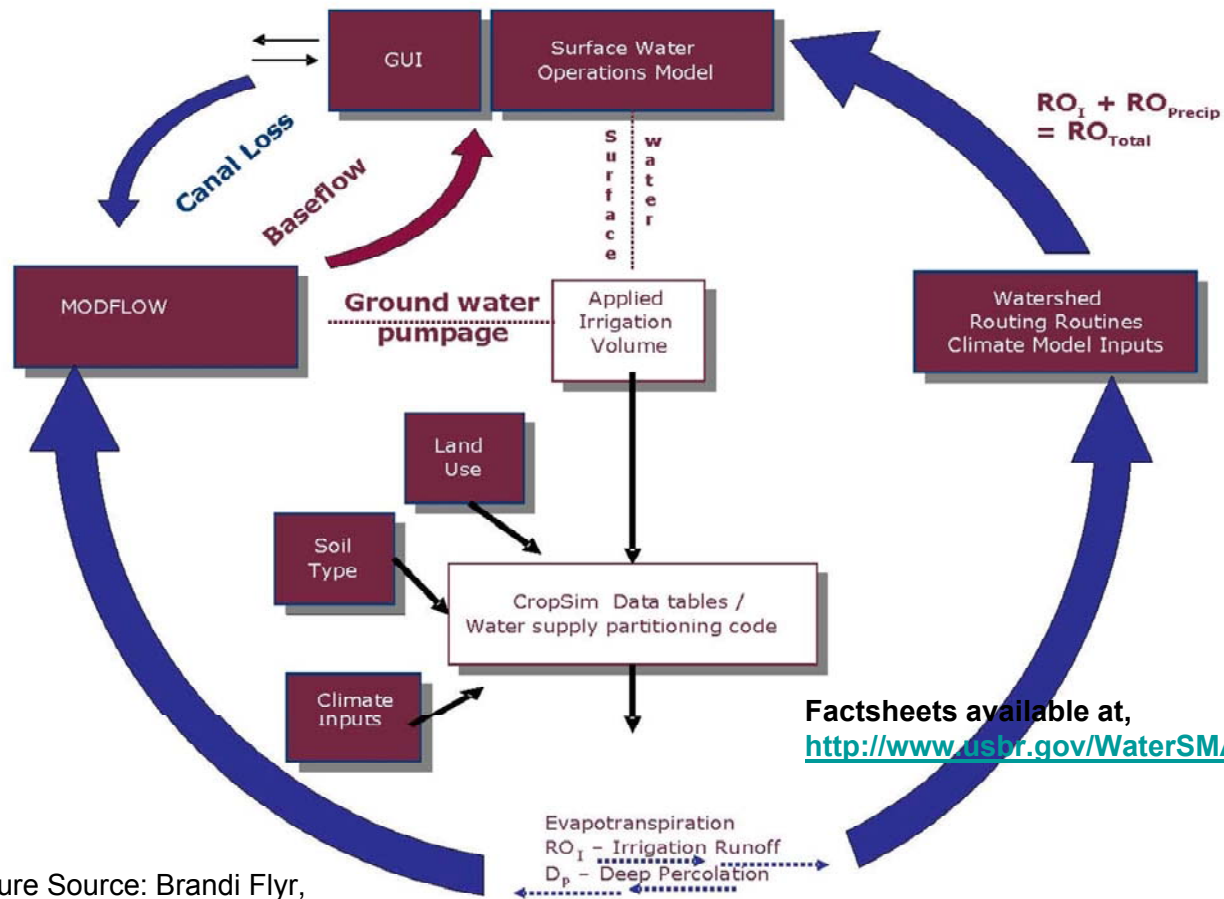 GUI
Surface Water
Operations Model
RO_I + RO_Precip
= RO_Total
Canal Loss
Baseflow
Surface
water
MODFLOW
Ground water
pumpage
Applied
Irrigation
Volume
Watershed
Routing Routines
Climate Model Inputs
Land
Use
Soil
Type
CropSim Data tables /
Water supply partitioning code
Climate
Inputs
Factsheets available at,
http://www.usbr.gov/WaterSMA
Evapotranspiration
RO_I – Irrigation Runoff
D_P – Deep Percolation
ure Source: Brandi Flyr,